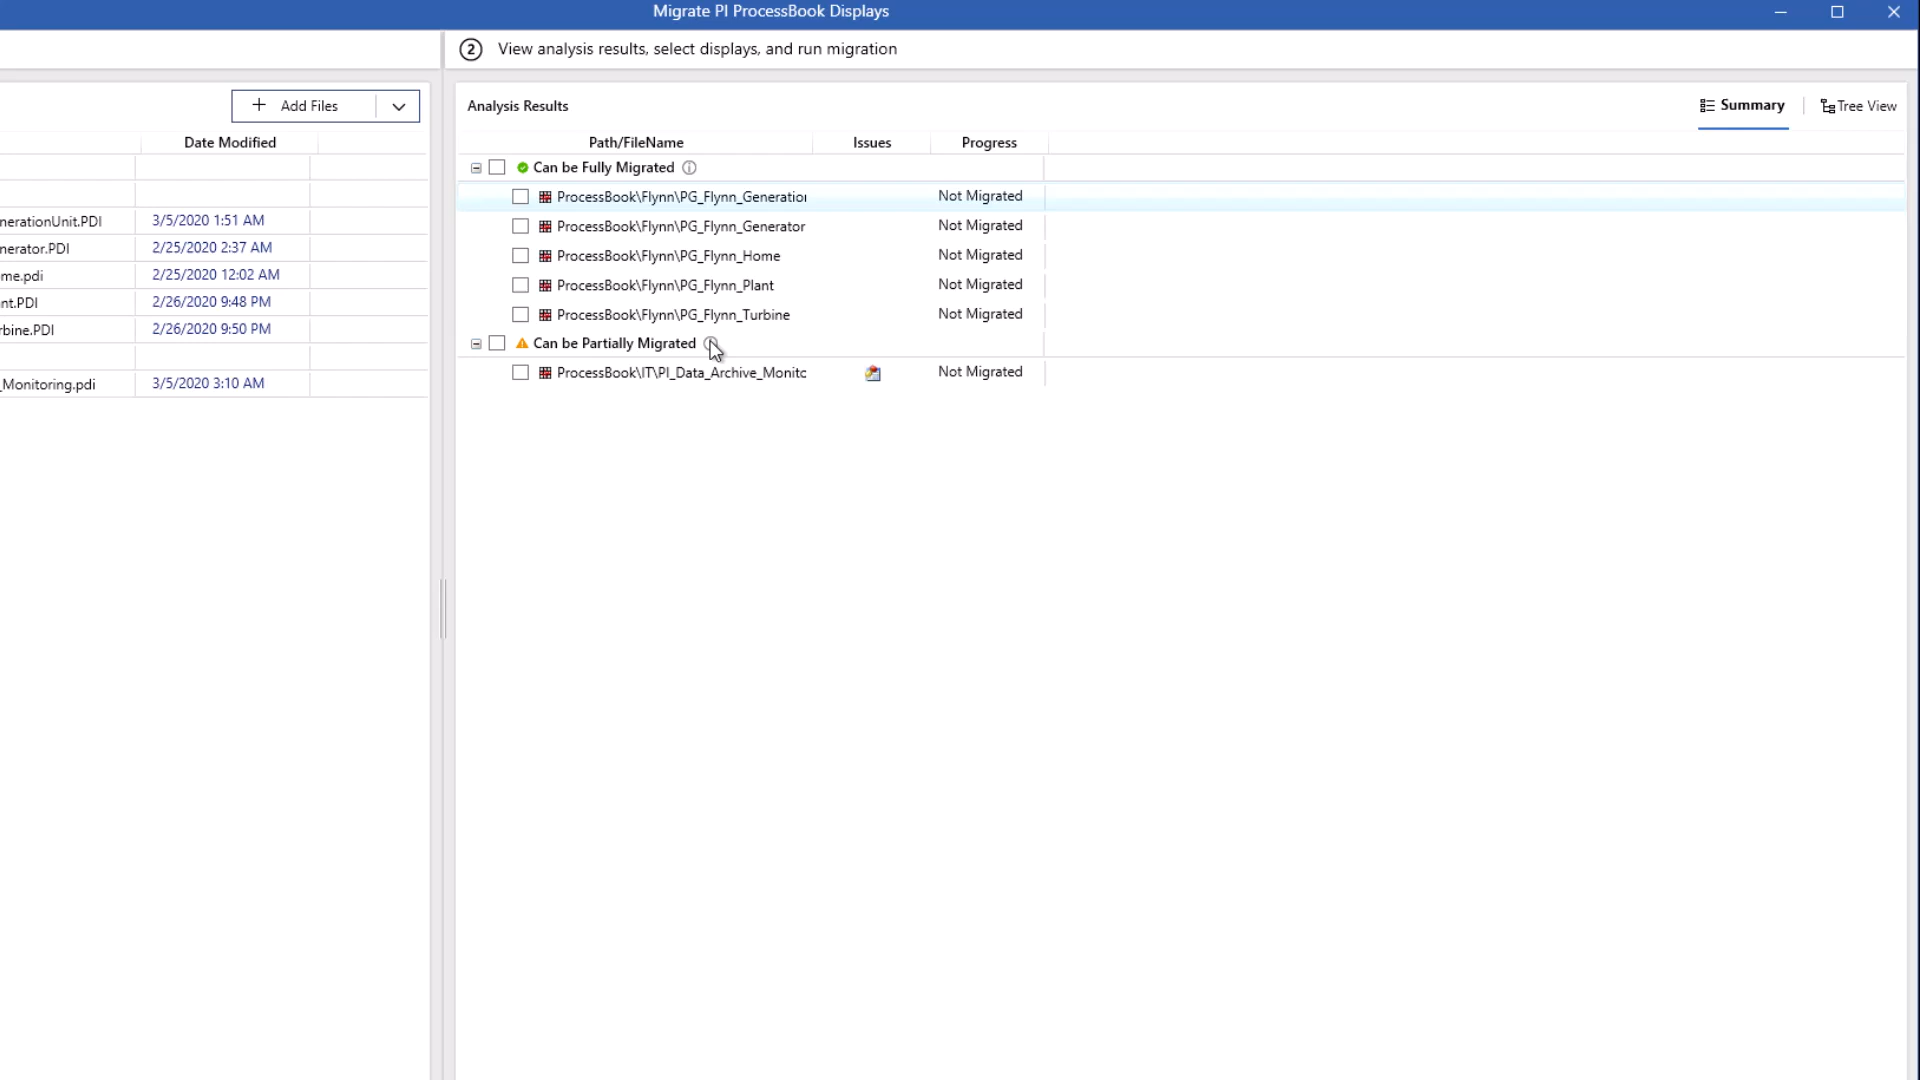 Migrate PI ProcessBook Displays
2 View analysis results, select displays, and run migration
Add Files
Date Modified
nerationUnit.PDI 3/5/2020 1:51 AM
nerator.PDI 2/25/2020 2:37 AM
me.pdi 2/25/2020 12:02 AM
nt.PDI 2/26/2020 9:48 PM
rbine.PDI 2/26/2020 9:50 PM
_Monitoring.pdi 3/5/2020 3:10 AM
Analysis Results
Summary
Tree View
Path/FileName Issues Progress
Can be Fully Migrated
ProcessBook\Flynn\PG_Flynn_Generation Not Migrated
ProcessBook\Flynn\PG_Flynn_Generator Not Migrated
ProcessBook\Flynn\PG_Flynn_Home Not Migrated
ProcessBook\Flynn\PG_Flynn_Plant Not Migrated
ProcessBook\Flynn\PG_Flynn_Turbine Not Migrated
Can be Partially Migrated
ProcessBook\IT\PI_Data_Archive_Monitc Not Migrated